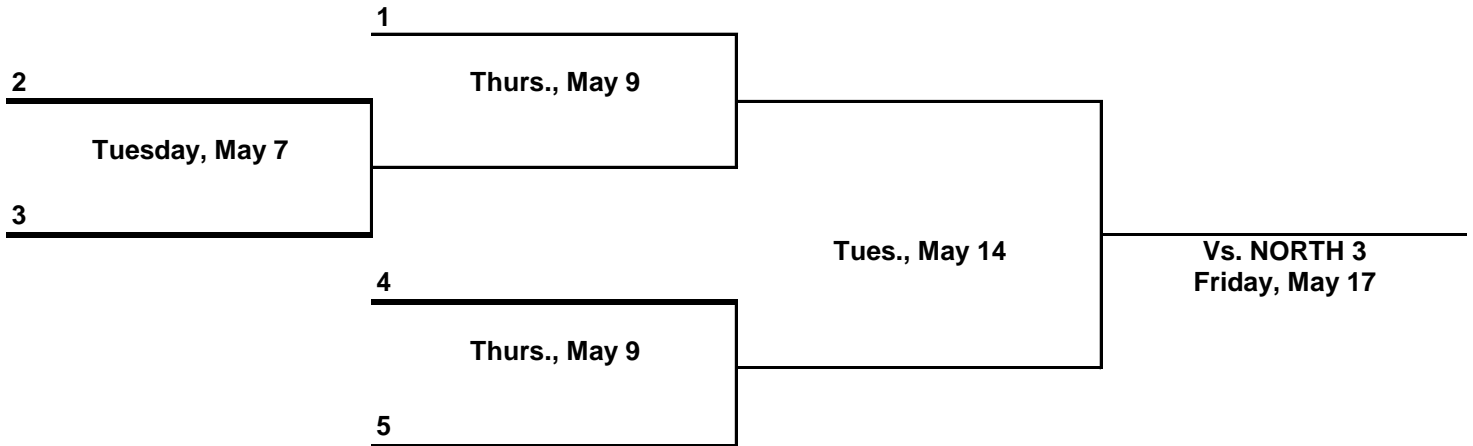 1
2
Thurs., May 9
Tuesday, May 7
3
Tues., May 14
Vs. NORTH 3
Friday, May 17
4
Thurs., May 9
5